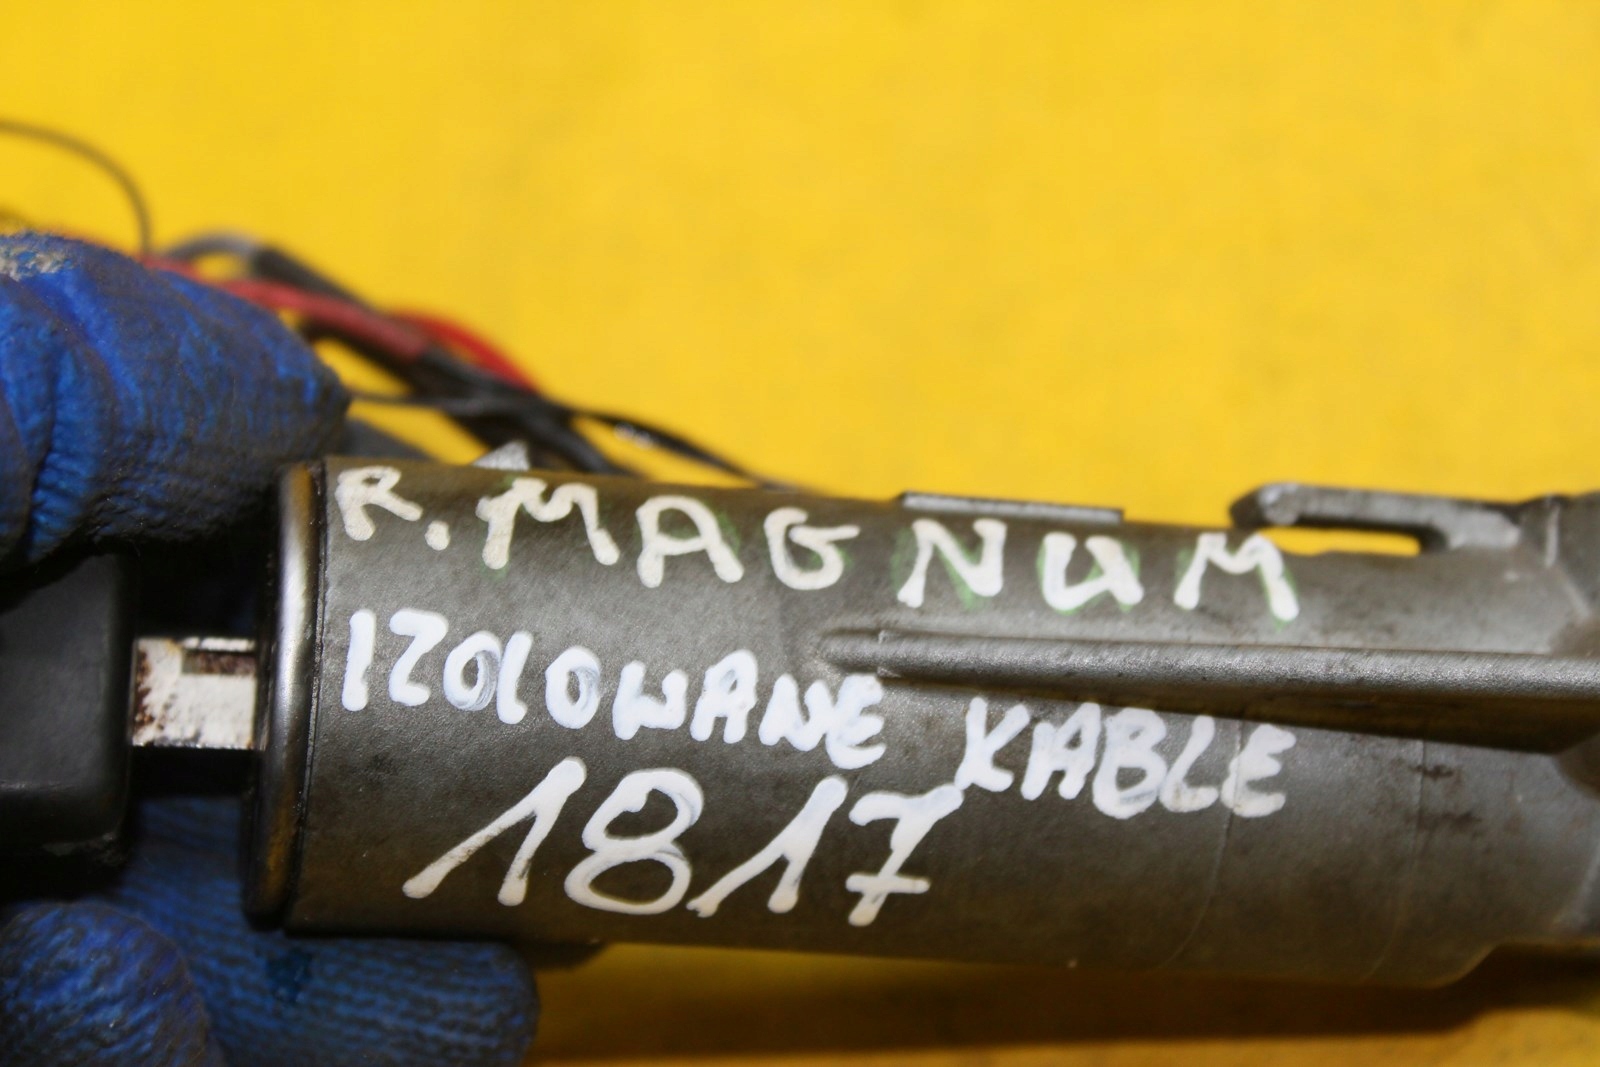 R. MAGNUM
IZOLOWANE KABLE
1817